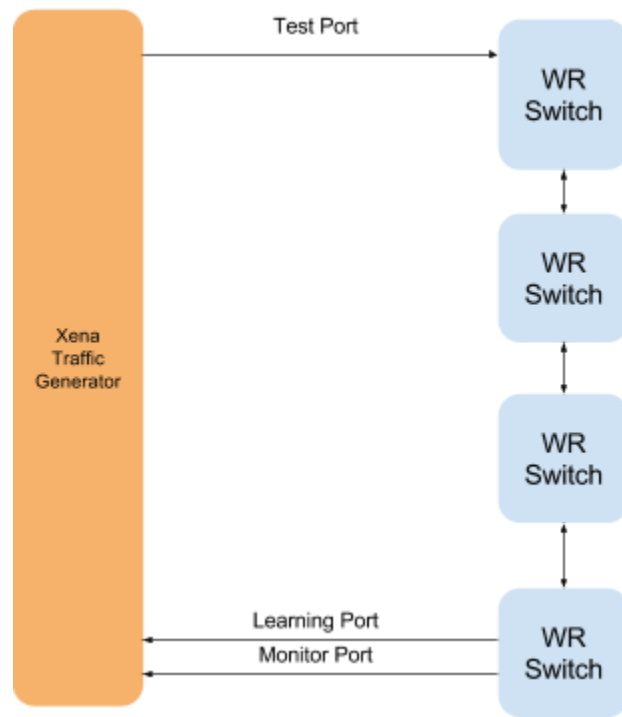 Test Port
WR
Switch
WR
Switch
Xena
Traffic
Generator
WR
Switch
Learning Port
Monitor Port
WR
Switch